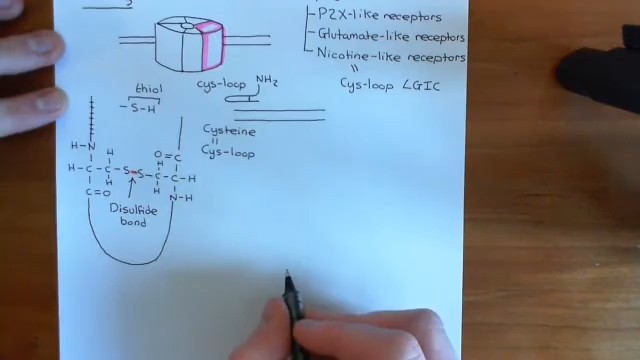 P2X-like receptors
Glutamate-like receptors
Nicotine-like receptors
Cys-loop LGIC
thiol
-S-H
cys-loop
NH2
Cysteine
Cys-loop
H-N
H
H-C-C-S-S-C-C-H
H
C=O
O=C
H
H
N-H
Disulfide
bond